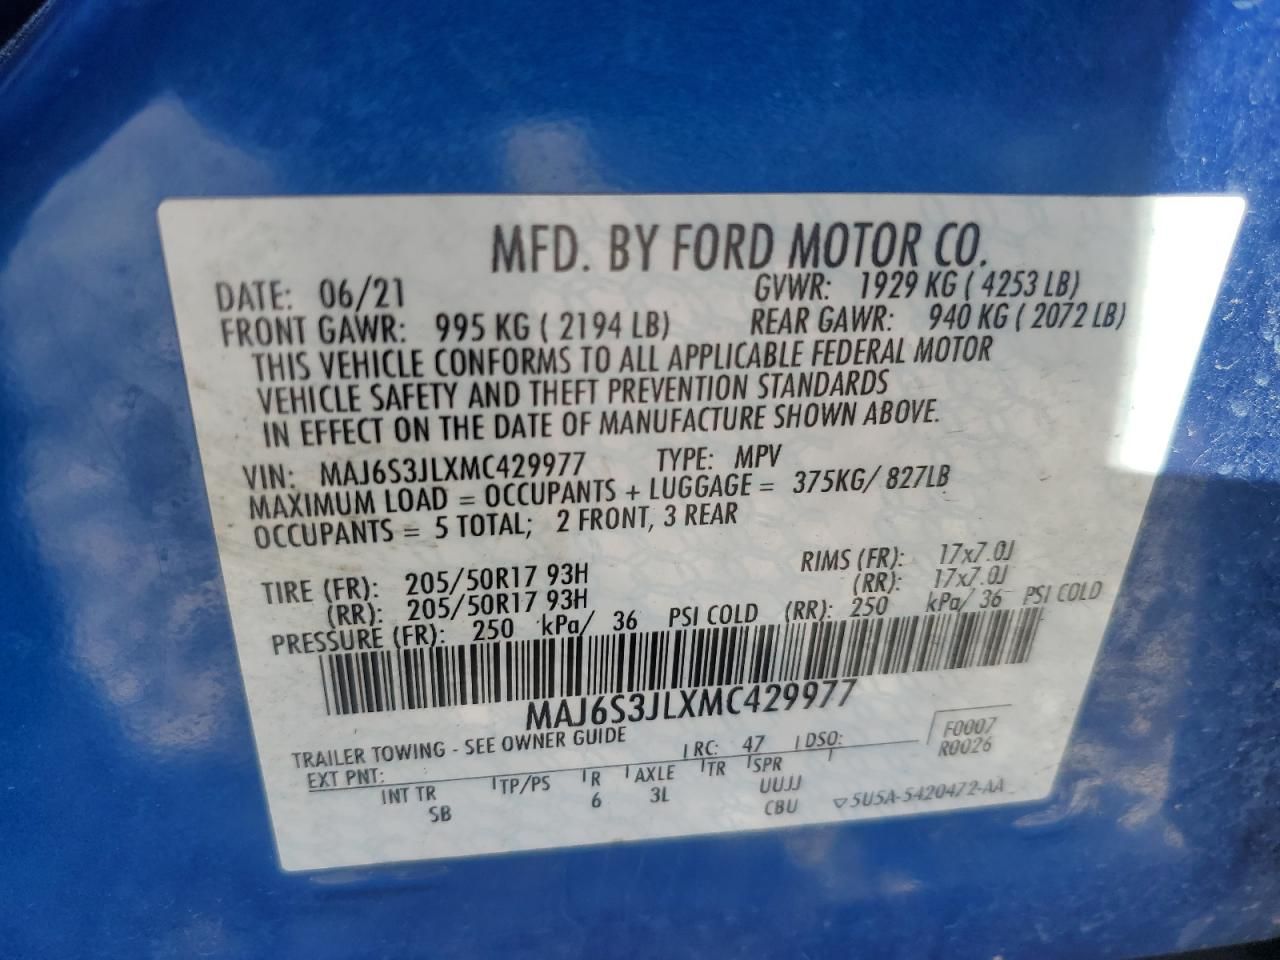 MFD. BY FORD MOTOR CO.
DATE: 06/21 GVWR: 1929 KG ( 4253 LB)
FRONT GAWR: 995 KG ( 2194 LB) REAR GAWR: 940 KG ( 2072 LB)
THIS VEHICLE CONFORMS TO ALL APPLICABLE FEDERAL MOTOR
VEHICLE SAFETY AND THEFT PREVENTION STANDARDS
IN EFFECT ON THE DATE OF MANUFACTURE SHOWN ABOVE.
VIN: MAJ6S3JLXMC429977 TYPE: MPV
MAXIMUM LOAD = OCCUPANTS + LUGGAGE = 375KG/ 827LB
OCCUPANTS = 5 TOTAL; 2 FRONT, 3 REAR
TIRE (FR): 205/50R17 93H RIMS (FR): 17x7.0J
(RR): 205/50R17 93H (RR): 17x7.0J
PRESSURE (FR): 250 kPa/ 36 PSI COLD (RR): 250 kPa/ 36 PSI COLD
MAJ6S3JLXMC429977
TRAILER TOWING - SEE OWNER GUIDE
EXT PNT: RC: 47 DSO: F0007
R0026
INT TR TP/PS R AXLE TR SPR
SB 6 3L UUJJ
CBU 5U5A-5420472-AA